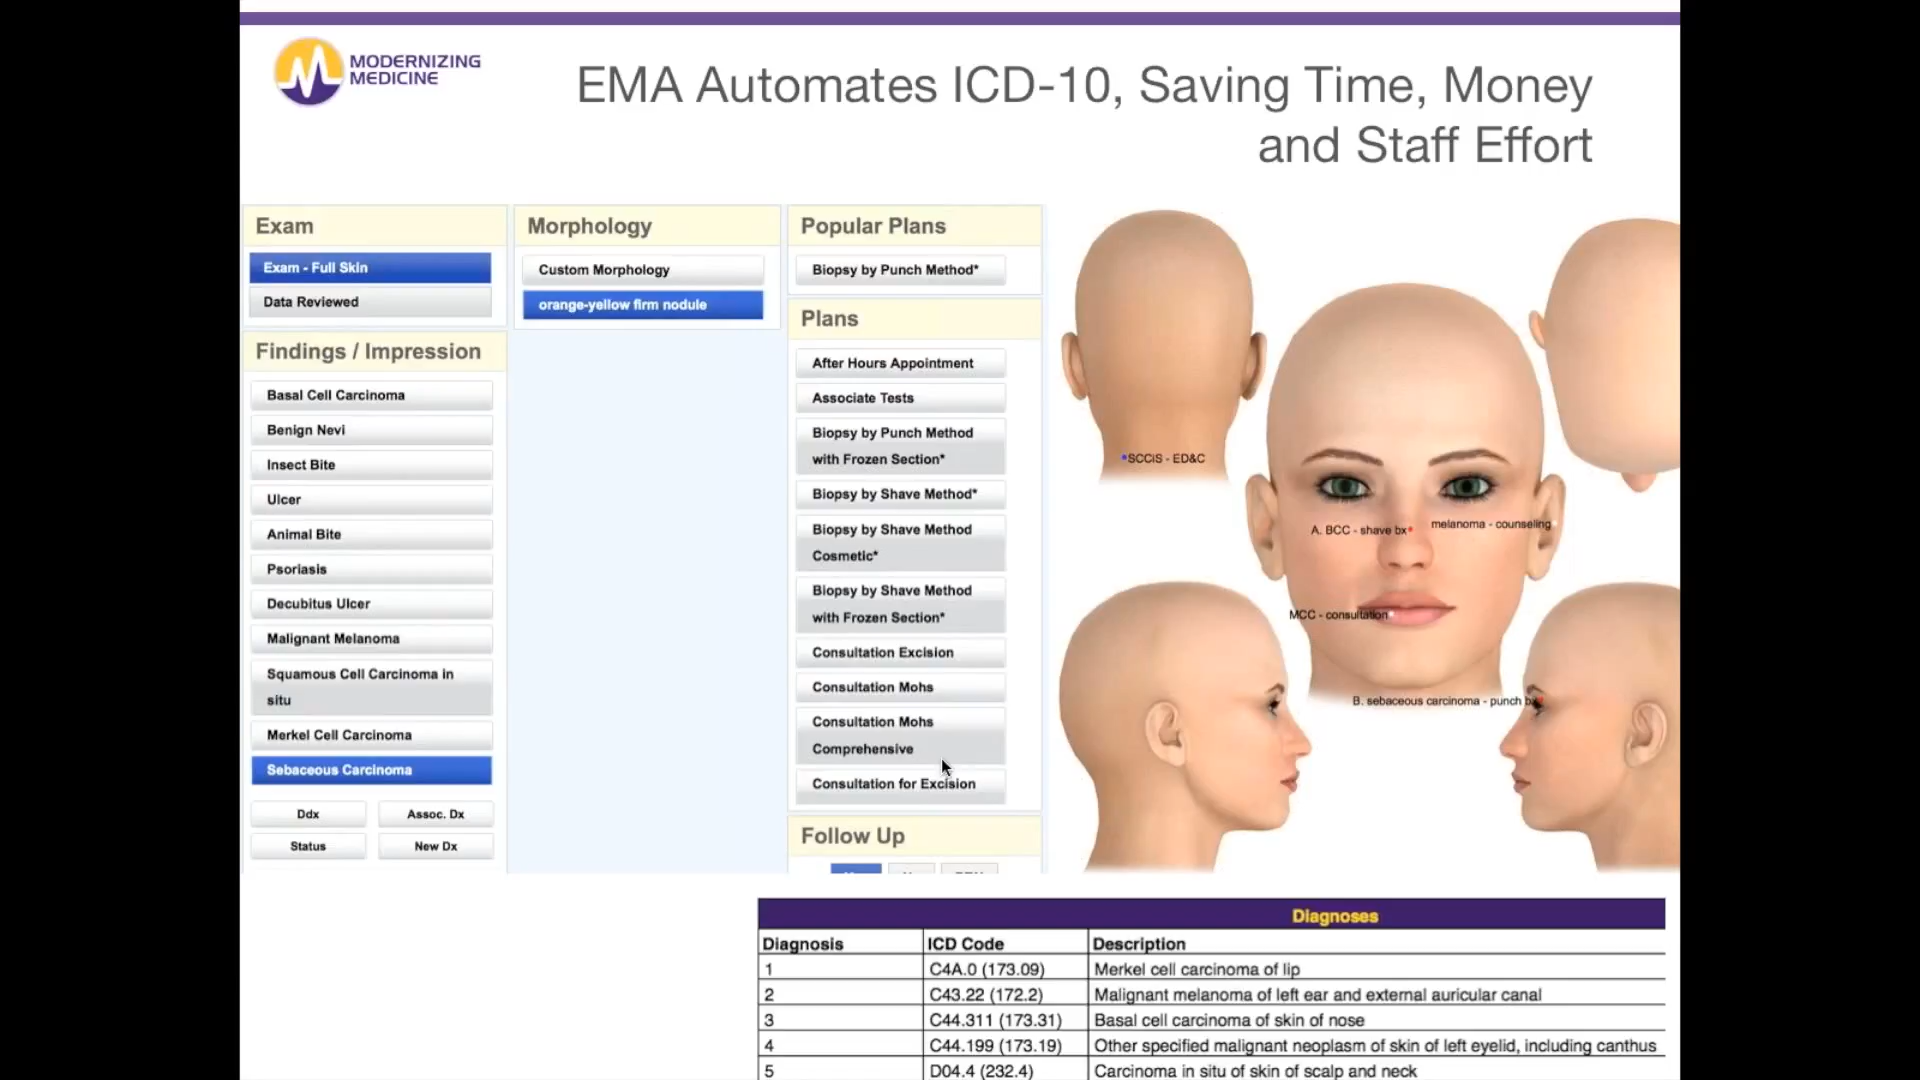 MODERNIZING
MEDICINE
EMA Automates ICD-10, Saving Time, Money
and Staff Effort
Exam
Exam - Full Skin
Data Reviewed
Findings / Impression
Basal Cell Carcinoma
Benign Nevi
Insect Bite
Ulcer
Animal Bite
Psoriasis
Decubitus Ulcer
Malignant Melanoma
Squamous Cell Carcinoma in
situ
Merkel Cell Carcinoma
Sebaceous Carcinoma
Ddx
Assoc. Dx
Status
New Dx
Morphology
Custom Morphology
orange-yellow firm nodule
Popular Plans
Biopsy by Punch Method*
Plans
After Hours Appointment
Associate Tests
Biopsy by Punch Method
with Frozen Section*
Biopsy by Shave Method*
Biopsy by Shave Method
Cosmetic*
Biopsy by Shave Method
with Frozen Section*
Consultation Excision
Consultation Mohs
Consultation Mohs
Comprehensive
Consultation for Excision
Follow Up
SCCiS - ED&C
A. BCC - shave bx
melanoma - counseling
MCC - consultation
B. sebaceous carcinoma - punch bx
Diagnoses
Diagnosis ICD Code Description
1 C4A.0 (173.09) Merkel cell carcinoma of lip
2 C43.22 (172.2) Malignant melanoma of left ear and external auricular canal
3 C44.311 (173.31) Basal cell carcinoma of skin of nose
4 C44.199 (173.19) Other specified malignant neoplasm of skin of left eyelid, including canthus
5 D04.4 (232.4) Carcinoma in situ of skin of scalp and neck